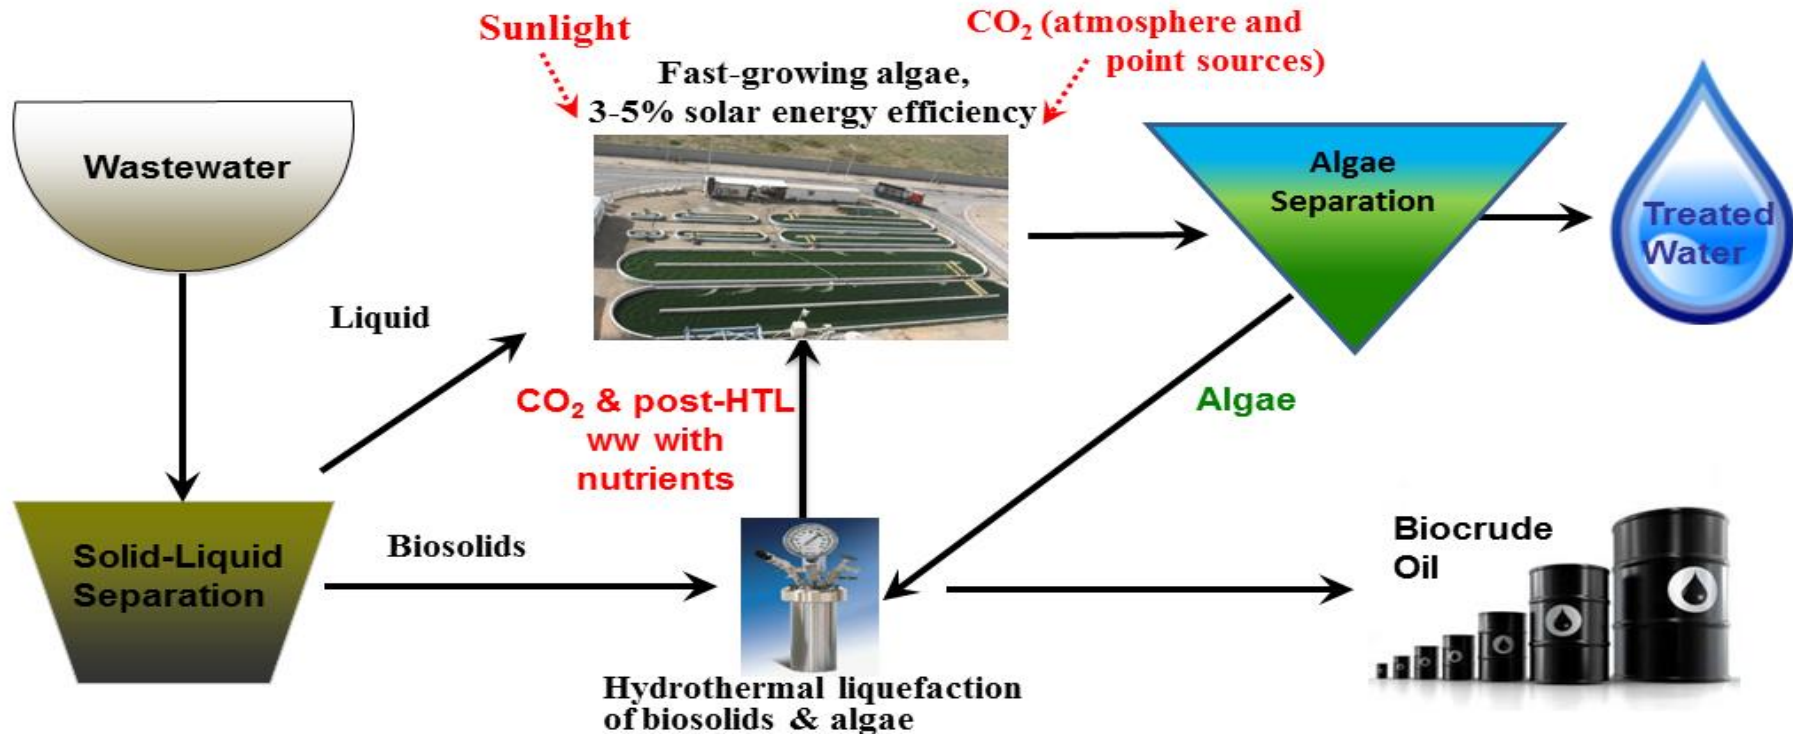 Sunlight
CO₂ (atmosphere and
point sources)
Fast-growing algae,
3-5% solar energy efficiency
Wastewater
Algae
Separation
Treated
Water
Liquid
CO₂ & post-HTL
ww with
nutrients
Algae
Solid-Liquid
Separation
Biosolids
Biocrude
Oil
Hydrothermal liquefaction
of biosolids & algae